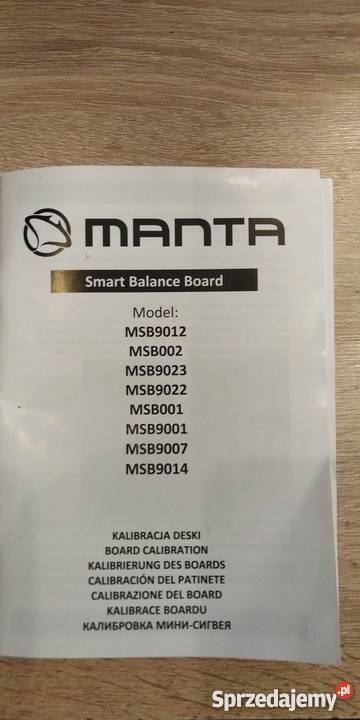 MANTA
Smart Balance Board
Model:
MSB9012
MSB002
MSB9023
MSB9022
MSB001
MSB9001
MSB9007
MSB9014
KALIBRACJA DESKI
BOARD CALIBRATION
KALIBRIERUNG DES BOARDS
CALIBRACIÓN DEL PATINETE
CALIBRAZIONE DEL BOARD
KALIBRACE BOARDU
КАЛИБРОВКА МИНИ-СИГВЕЯ
Sprzedajemy.pl